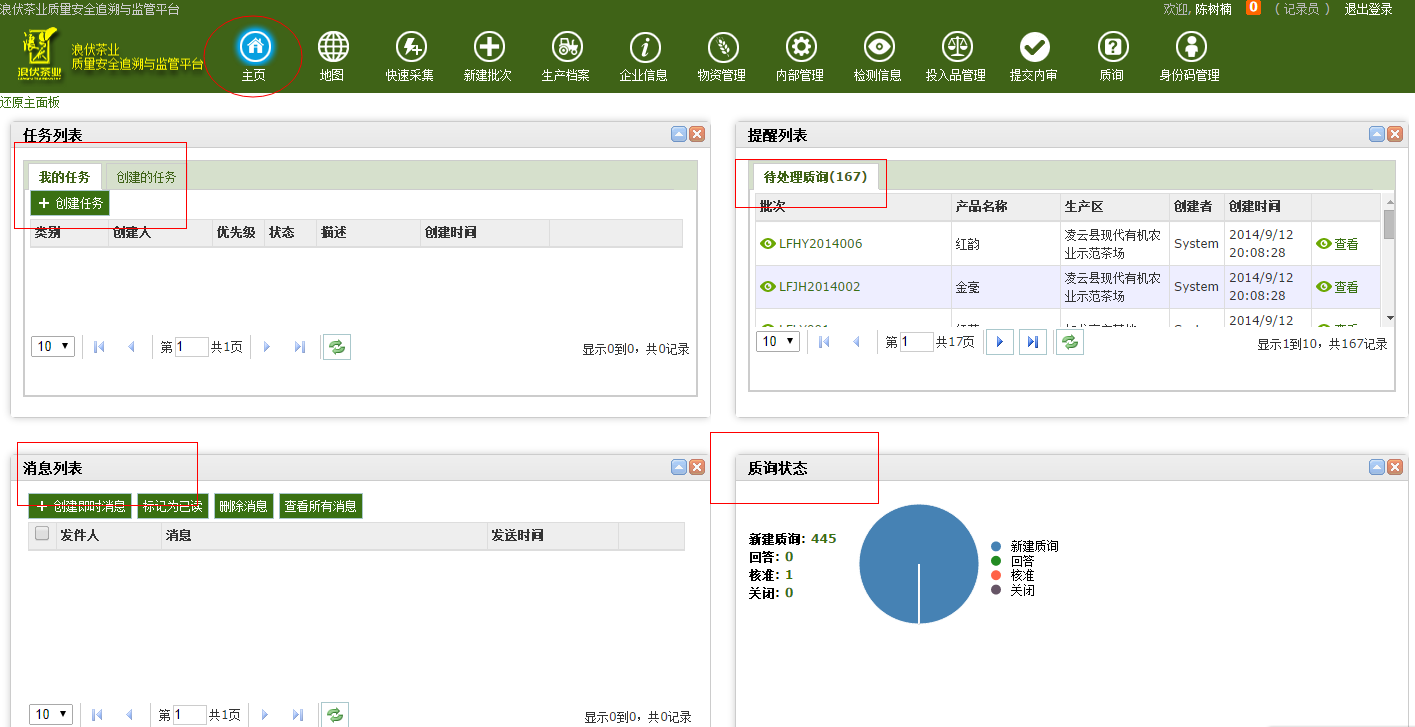 浪伏茶业质量安全追溯与监管平台
欢迎, 陈树楠 0 ( 记录员 ) 退出登录
浪伏茶业
质量安全追溯与监管平台
浪伏茶业
主页 地图 快速采集 新建批次 生产档案 企业信息 物资管理 内部管理 检测信息 投入品管理 提交内审 质询 身份码管理
还原主面板
任务列表
我的任务 创建的任务
+ 创建任务
类别 创建人 优先级 状态 描述 创建时间
10 第 1 共1页 显示0到0，共0记录
提醒列表
待处理质询(167)
批次 产品名称 生产区 创建者 创建时间
LFHY2014006 红韵 凌云县现代有机农业示范茶场 System 2014/9/12 20:08:28 查看
LFJH2014002 金毫 凌云县现代有机农业示范茶场 System 2014/9/12 20:08:28 查看
2014/9/12
10 第 1 共17页 显示1到10，共167记录
消息列表
+ 创建即时消息 标记为已读 删除消息 查看所有消息
发件人 消息 发送时间
10 第 1 共1页 显示0到0，共0记录
质询状态
新建质询: 445
回答: 0
核准: 1
关闭: 0
新建质询
回答
核准
关闭